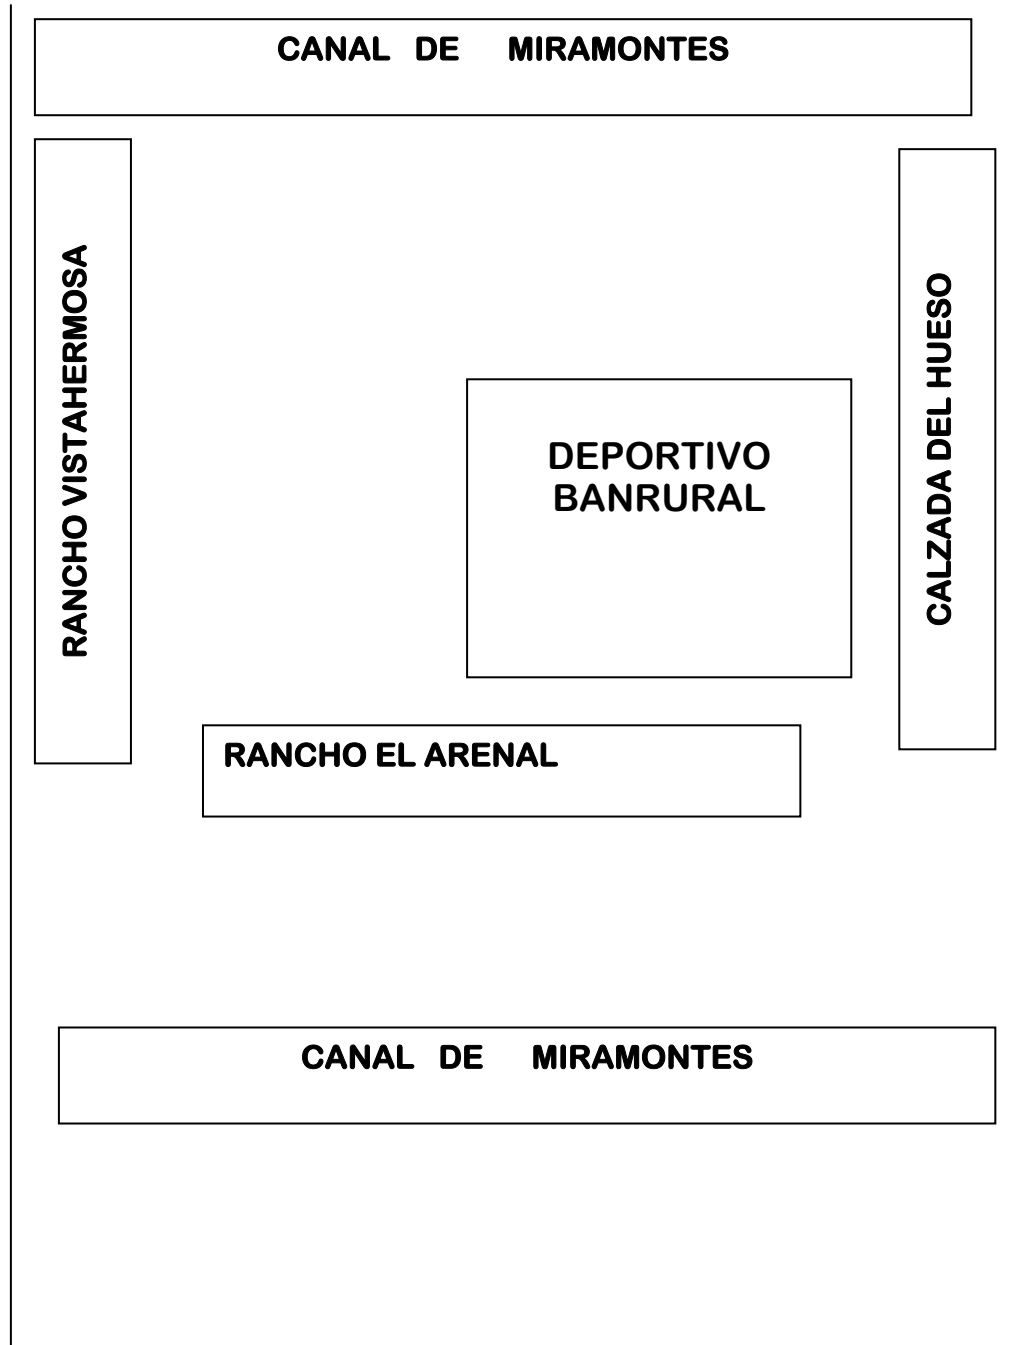 CANAL DE MIRAMONTES
RANCHO VISTAHERMOSA
CALZADA DEL HUESO
DEPORTIVO
BANRURAL
RANCHO EL ARENAL
CANAL DE MIRAMONTES